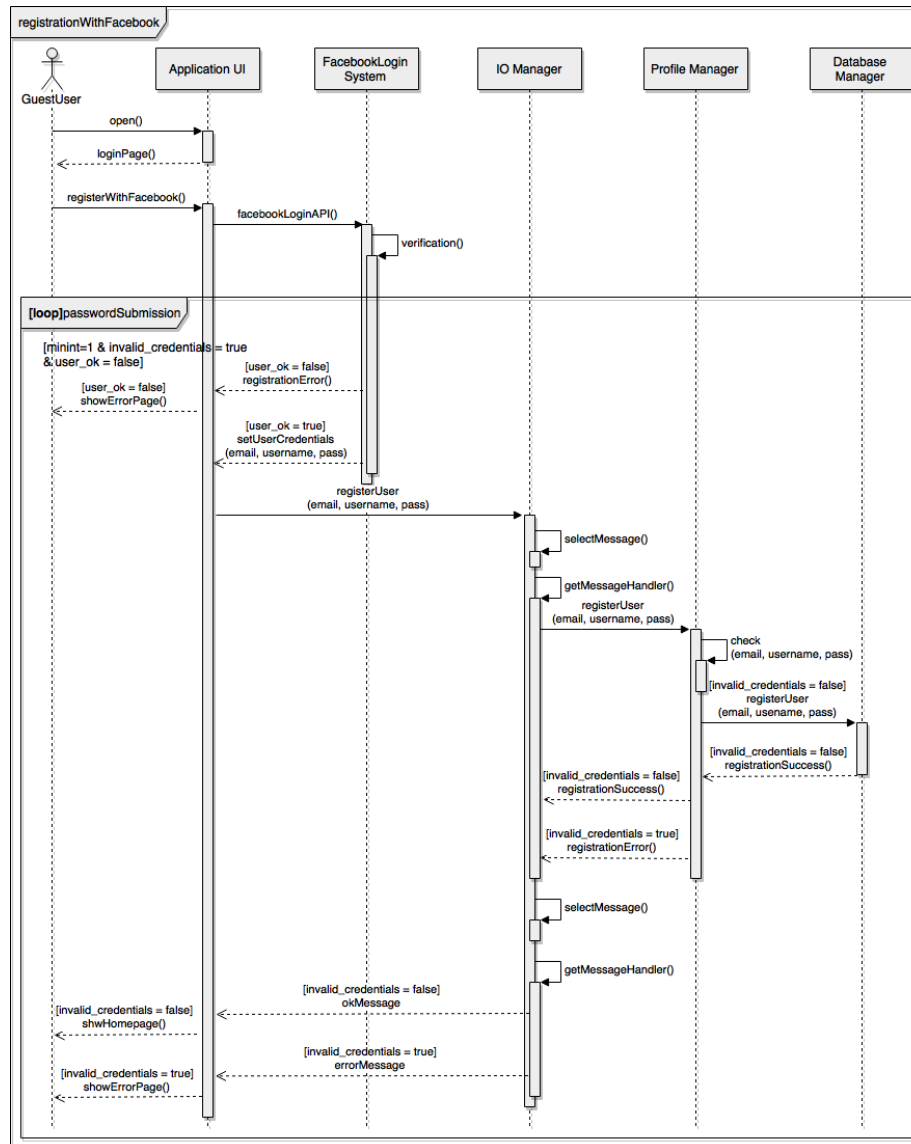 registrationWithFacebook
GuestUser
Application UI
FacebookLogin
System
IO Manager
Profile Manager
Database
Manager
open()
loginPage()
registerWithFacebook()
facebookLoginAPI()
verification()
[loop]passwordSubmission
[minint=1 & invalid_credentials = true
& user_ok = false]
[user_ok = false]
registrationError()
[user_ok = false]
showErrorPage()
[user_ok = true]
setUserCredentials
(email, username, pass)
registerUser
(email, username, pass)
selectMessage()
getMessageHandler()
registerUser
(email, username, pass)
check
(email, username, pass)
[invalid_credentials = false]
registerUser
(email, usename, pass)
[invalid_credentials = false]
registrationSuccess()
[invalid_credentials = false]
registrationSuccess()
[invalid_credentials = true]
registrationError()
selectMessage()
getMessageHandler()
[invalid_credentials = false]
okMessage
[invalid_credentials = false]
shwHomepage()
[invalid_credentials = true]
errorMessage
[invalid_credentials = true]
showErrorPage()